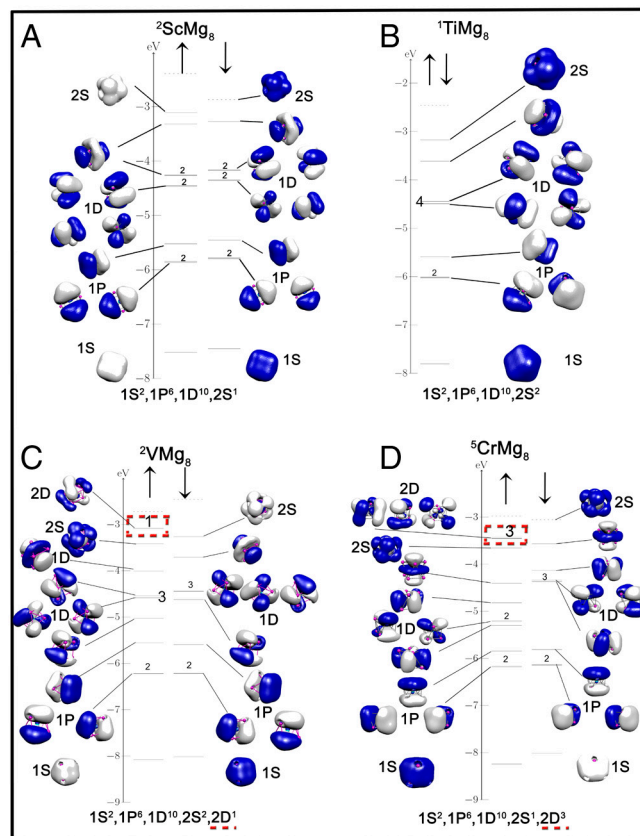 A
²ScMg₈
eV
2S
2S
−3
−4
2
2
2
2
1D
1D
−5
−6
2
2
1P
1P
−7
1S
1S
−8
1S²,1P⁶,1D¹⁰,2S¹
B
¹TiMg₈
eV
−2
2S
−3
−4
4
1D
−5
1P
−6
2
−7
1S
−8
1S²,1P⁶,1D¹⁰,2S²
C
²VMg₈
eV
2D
−3
1
2S
2S
−4
1D
3
3
1D
1D
−5
−6
2
2
1P
1P
−7
−8
1S
1S
−9
1S²,1P⁶,1D¹⁰,2S²,2D¹
D
⁵CrMg₈
eV
2D
−3
3
2S
2S
−4
3
1D
1D
−5
2
−6
2
2
1P
1P
−7
−8
1S
1S
−9
1S²,1P⁶,1D¹⁰,2S¹,2D³